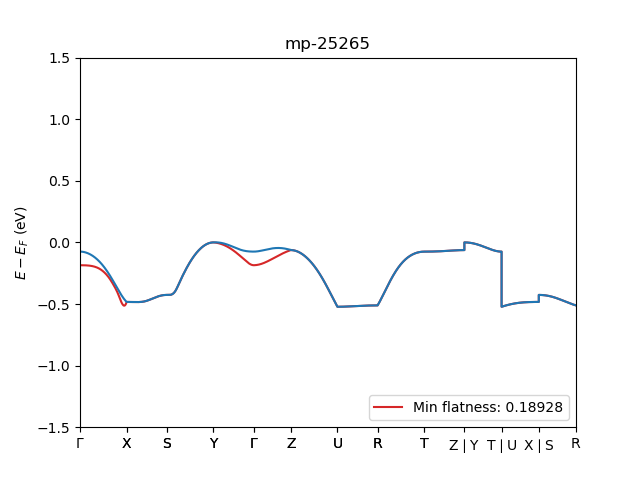 mp-25265
1.5
1.0
0.5
0.0
−0.5
−1.0
−1.5
E − E_F (eV)
Min flatness: 0.18928
Γ X S Y Γ Z U R T Z | Y T | U X | S R